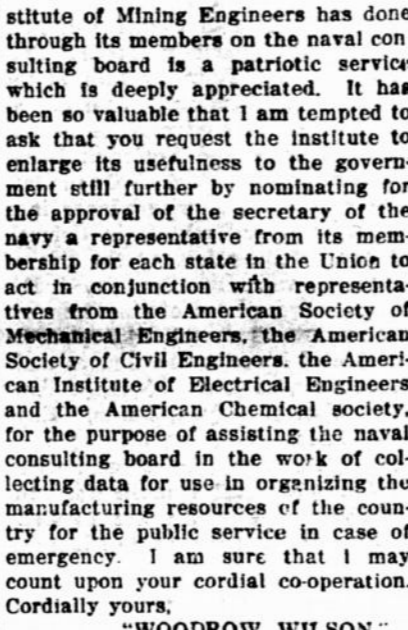 stitute of Mining Engineers has done
through its members on the naval con
sulting board is a patriotic service
which is deeply appreciated. It has
been so valuable that I am tempted to
ask that you request the institute to
enlarge its usefulness to the govern-
ment still further by nominating for
the approval of the secretary of the
navy a representative from its mem-
bership for each state in the Union to
act in conjunction with representa-
tives from the American Society of
Mechanical Engineers, the American
Society of Civil Engineers, the Ameri-
can Institute of Electrical Engineers
and the American Chemical society,
for the purpose of assisting the naval
consulting board in the work of col-
lecting data for use in organizing the
manufacturing resources of the coun-
try for the public service in case of
emergency. I am sure that I may
count upon your cordial co-operation.
Cordially yours,
"WOODROW WILSON."